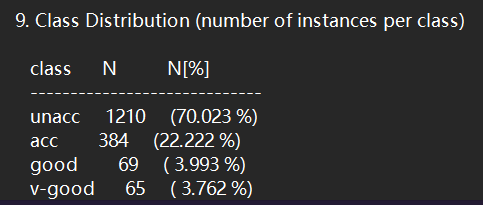 9. Class Distribution (number of instances per class)
class N N[%]
-----------------------------
unacc 1210 (70.023 %)
acc 384 (22.222 %)
good 69 ( 3.993 %)
v-good 65 ( 3.762 %)